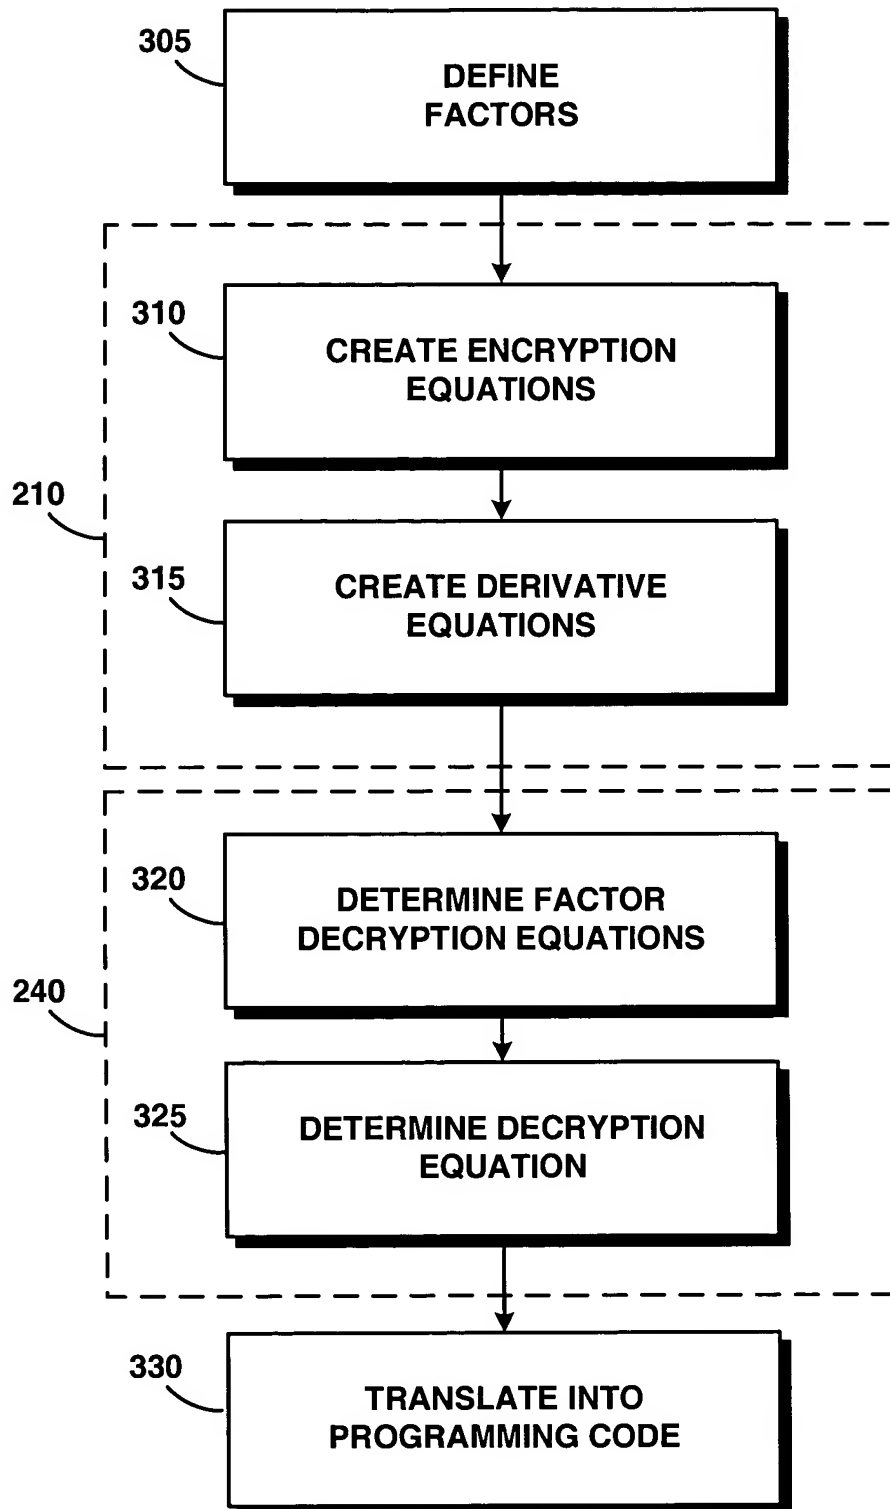 305
DEFINE
FACTORS
310
CREATE ENCRYPTION
EQUATIONS
210
315
CREATE DERIVATIVE
EQUATIONS
320
DETERMINE FACTOR
DECRYPTION EQUATIONS
240
325
DETERMINE DECRYPTION
EQUATION
330
TRANSLATE INTO
PROGRAMMING CODE